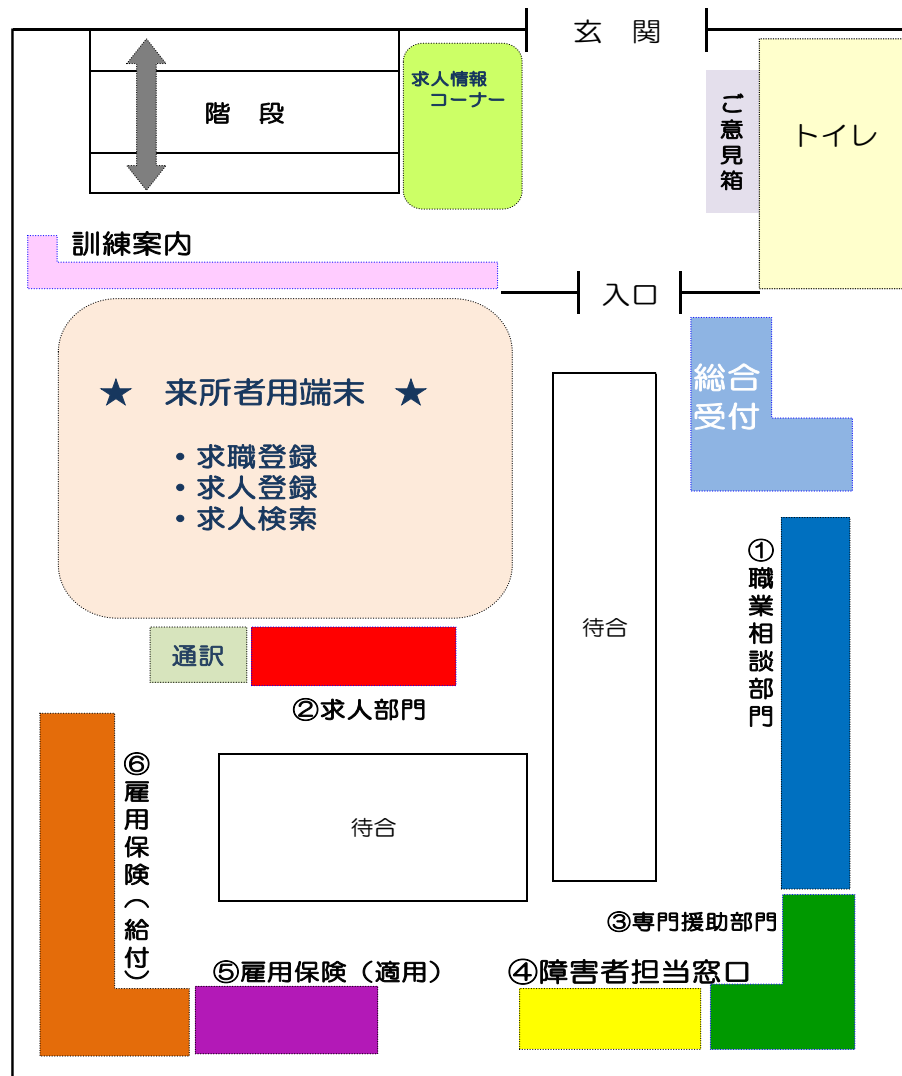 玄　関
求人情報
コーナー
階　段
ご意見箱
トイレ
訓練案内
入口
★　来所者用端末　★
・求職登録
・求人登録
・求人検索
総合
受付
①職業相談部門
待合
通訳
②求人部門
⑥雇用保険（給付）
待合
③専門援助部門
⑤雇用保険（適用）
④障害者担当窓口